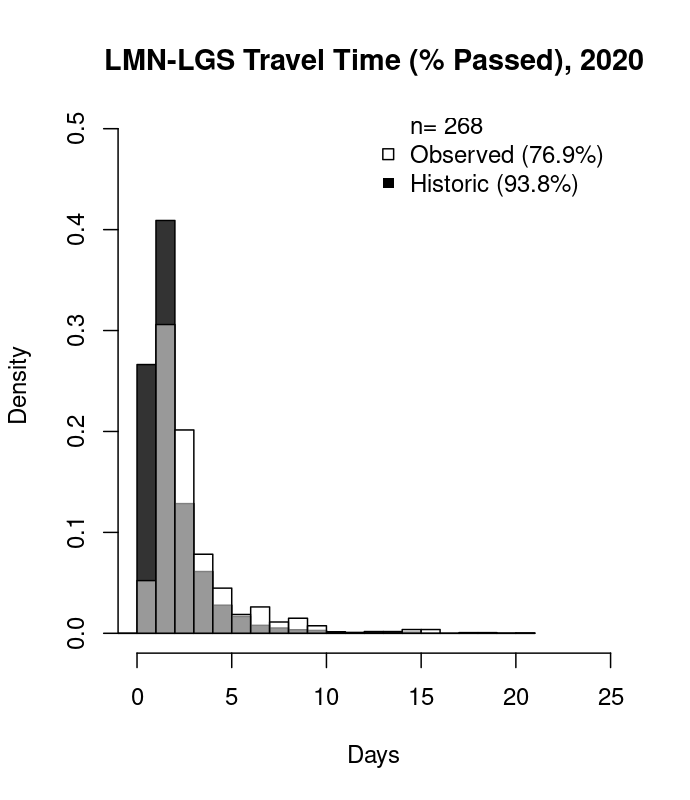 LMN-LGS Travel Time (% Passed), 2020
n= 268
Observed (76.9%)
Historic (93.8%)
Density
0.5
0.4
0.3
0.2
0.1
0.0
0 5 10 15 20 25
Days